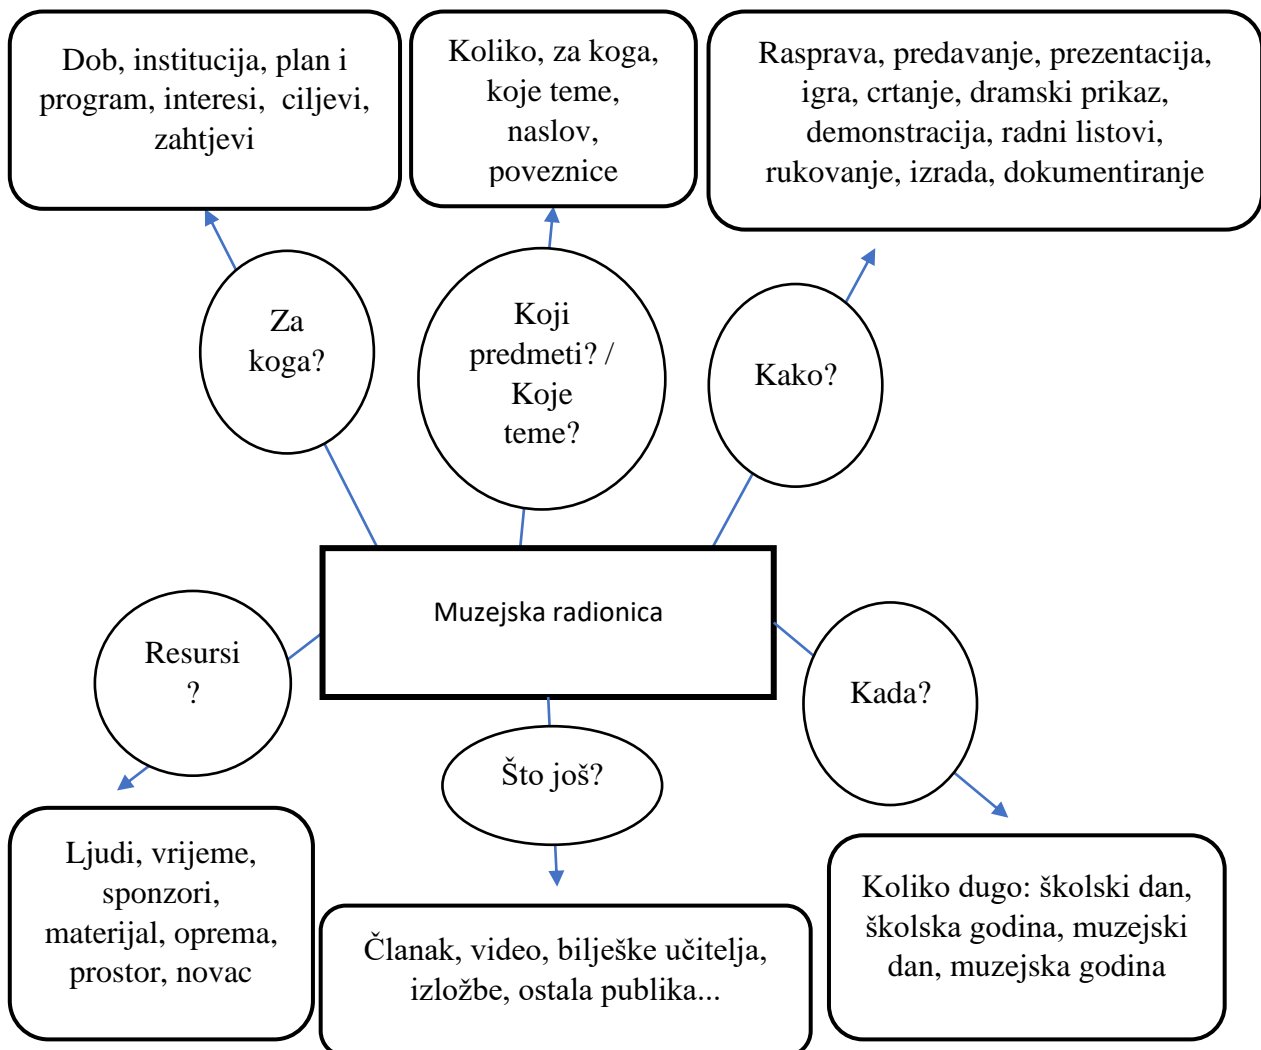 Dob, institucija, plan i
program, interesi, ciljevi,
zahtjevi
Koliko, za koga,
koje teme,
naslov,
poveznice
Rasprava, predavanje, prezentacija,
igra, crtanje, dramski prikaz,
demonstracija, radni listovi,
rukovanje, izrada, dokumentiranje
Za
koga?
Koji
predmeti? /
Koje
teme?
Kako?
Muzejska radionica
Resursi
?
Što još?
Kada?
Ljudi, vrijeme,
sponzori,
materijal, oprema,
prostor, novac
Članak, video, bilješke učitelja,
izložbe, ostala publika...
Koliko dugo: školski dan,
školska godina, muzejski
dan, muzejska godina